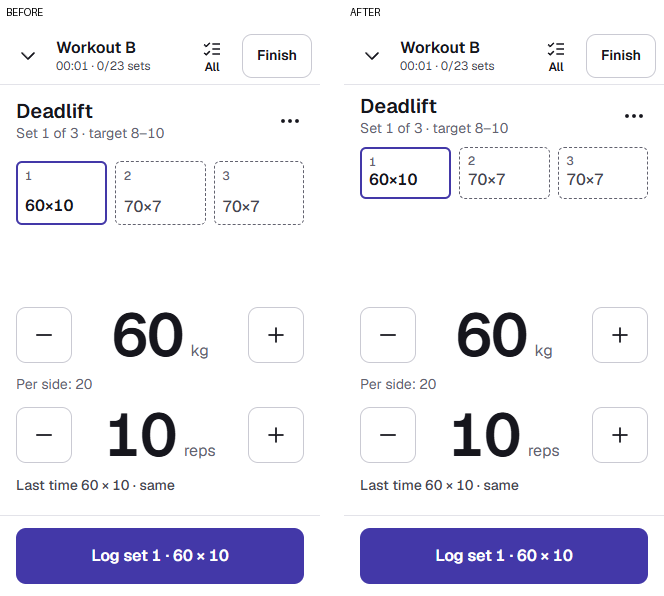 BEFORE
Workout B
00:01 · 0/23 sets
All
Finish
Deadlift
Set 1 of 3 · target 8–10
1
60×10
2
70×7
3
70×7
60 kg
Per side: 20
10 reps
Last time 60 × 10 · same
Log set 1 · 60 × 10
AFTER
Workout B
00:01 · 0/23 sets
All
Finish
Deadlift
Set 1 of 3 · target 8–10
1
60×10
2
70×7
3
70×7
60 kg
Per side: 20
10 reps
Last time 60 × 10 · same
Log set 1 · 60 × 10